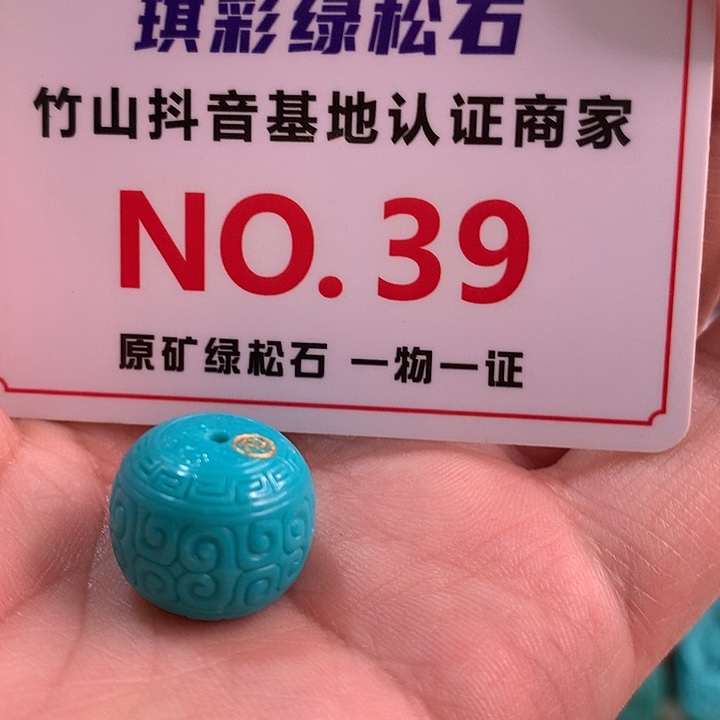 琪彩绿松石
竹山抖音基地认证商家
NO. 39
原矿绿松石 一物一证